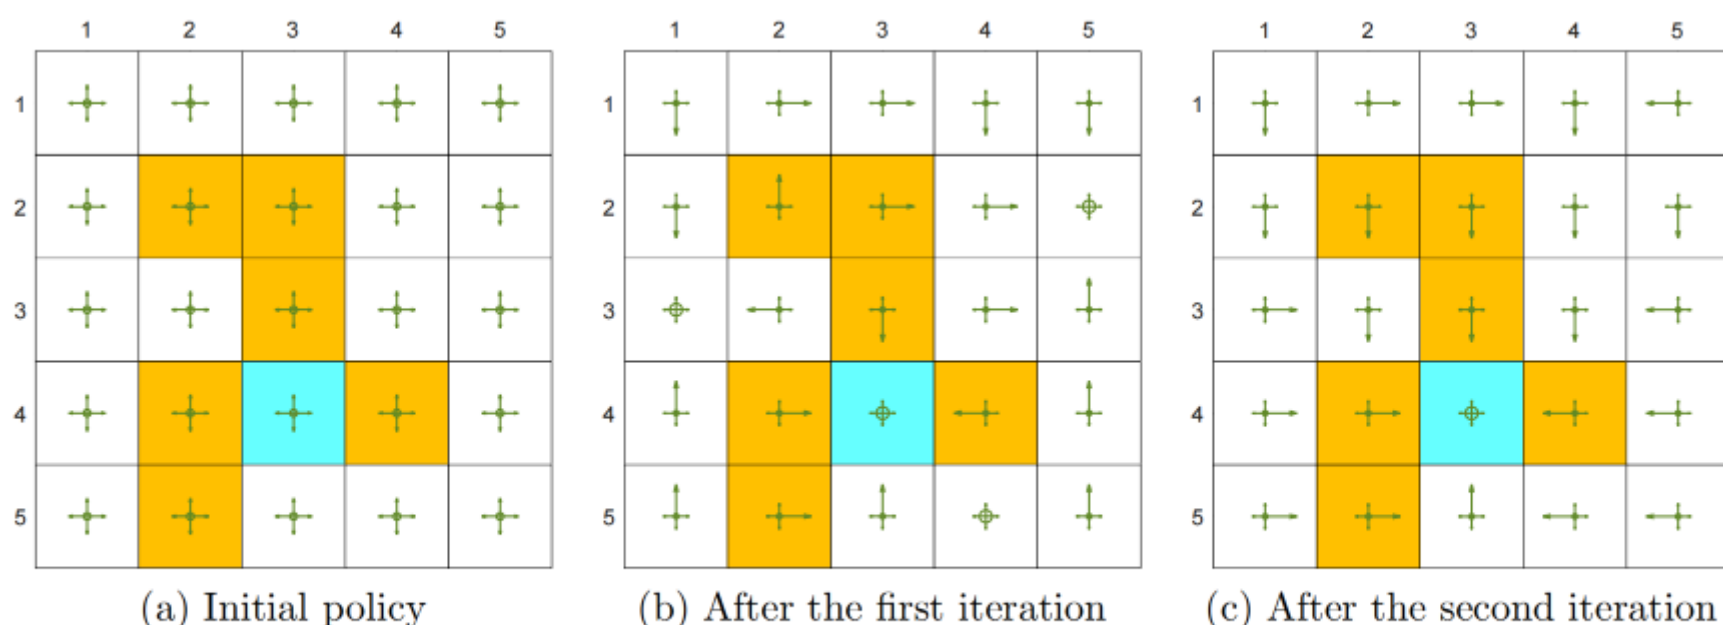 1 2 3 4 5 1 2 3 4 5 1 2 3 4 5
1 1 1
2 2 2
3 3 3
4 4 4
5 5 5
(a) Initial policy (b) After the first iteration (c) After the second iteration